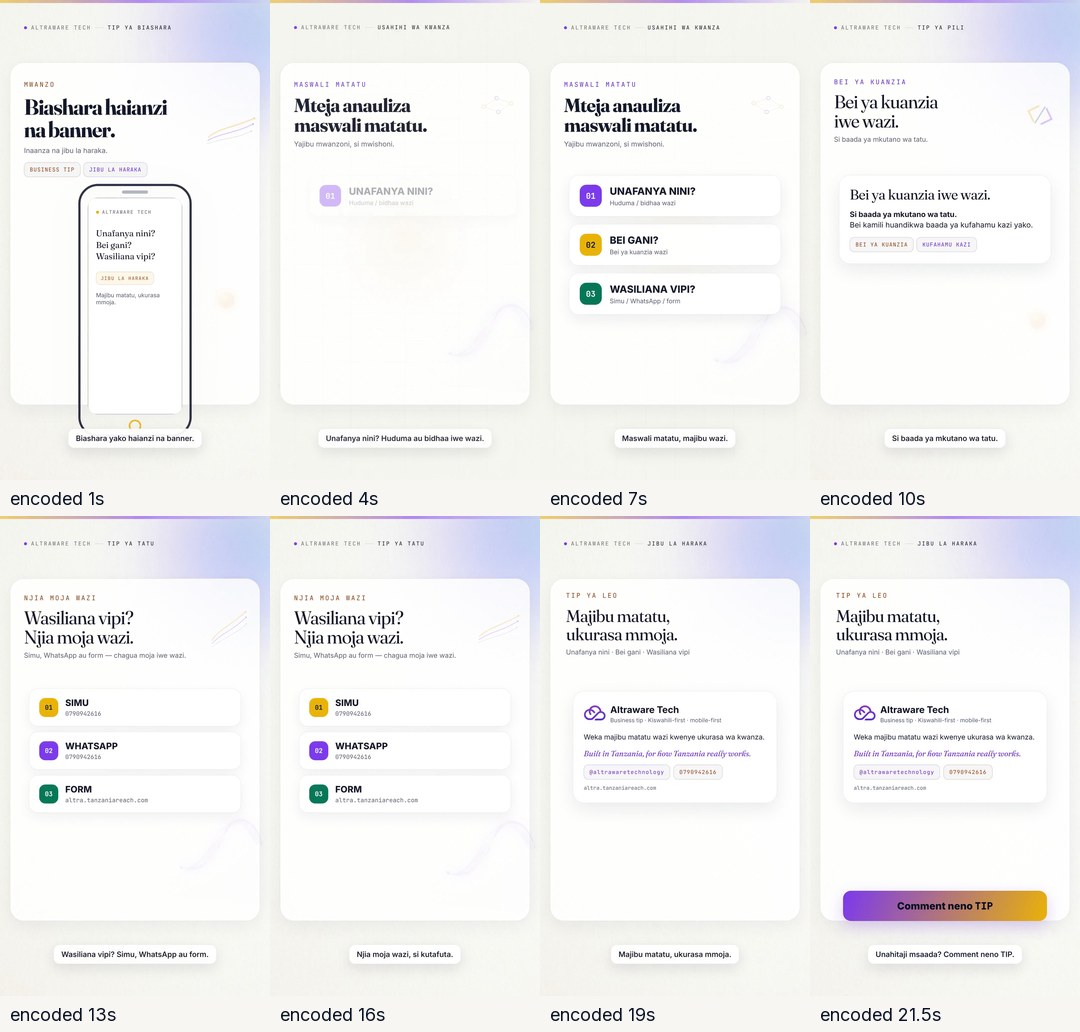 ALTRAWARE TECH — TIP YA BIASHARA
MWANZO
Biashara haianzi
na banner.
Inaanza na jibu la haraka.
BUSINESS TIP
JIBU LA HARAKA
ALTRAWARE TECH
Unafanya nini?
Bei gani?
Wasiliana vipi?
JIBU LA HARAKA
Majibu matatu, ukurasa
mmoja.
Biashara yako haianzi na banner.
encoded 1s
ALTRAWARE TECH — USAHIHI WA KWANZA
MASWALI MATATU
Mteja anauliza
maswali matatu.
Yajibu mwanzoni, si mwishoni.
01
UNAFANYA NINI?
Huduma / bidhaa wazi
Unafanya nini? Huduma au bidhaa iwe wazi.
encoded 4s
ALTRAWARE TECH — USAHIHI WA KWANZA
MASWALI MATATU
Mteja anauliza
maswali matatu.
Yajibu mwanzoni, si mwishoni.
01
UNAFANYA NINI?
Huduma / bidhaa wazi
02
BEI GANI?
Bei ya kuanzia wazi
03
WASILIANA VIPI?
Simu / WhatsApp / form
Maswali matatu, majibu wazi.
encoded 7s
ALTRAWARE TECH — TIP YA PILI
BEI YA KUANZIA
Bei ya kuanzia
iwe wazi.
Si baada ya mkutano wa tatu.
Bei ya kuanzia iwe wazi.
Si baada ya mkutano wa tatu.
Bei kamili huandikwa baada ya kufahamu kazi yako.
BEI YA KUANZIA
KUFAHAMU KAZI
Si baada ya mkutano wa tatu.
encoded 10s
ALTRAWARE TECH — TIP YA TATU
NJIA MOJA WAZI
Wasiliana vipi?
Njia moja wazi.
Simu, WhatsApp au form — chagua moja iwe wazi.
01
SIMU
0790942616
02
WHATSAPP
0790942616
03
FORM
altra.tanzaniareach.com
Wasiliana vipi? Simu, WhatsApp au form.
encoded 13s
ALTRAWARE TECH — TIP YA TATU
NJIA MOJA WAZI
Wasiliana vipi?
Njia moja wazi.
Simu, WhatsApp au form — chagua moja iwe wazi.
01
SIMU
0790942616
02
WHATSAPP
0790942616
03
FORM
altra.tanzaniareach.com
Njia moja wazi, si kutafuta.
encoded 16s
ALTRAWARE TECH — JIBU LA HARAKA
TIP YA LEO
Majibu matatu,
ukurasa mmoja.
Unafanya nini · Bei gani · Wasiliana vipi
Altraware Tech
Business tip · Kiswahili-first · mobile-first
Weka majibu matatu wazi kwenye ukurasa wa kwanza.
Built in Tanzania, for how Tanzania really works.
@altrawaretechnology
0790942616
altra.tanzaniareach.com
Majibu matatu, ukurasa mmoja.
encoded 19s
ALTRAWARE TECH — JIBU LA HARAKA
TIP YA LEO
Majibu matatu,
ukurasa mmoja.
Unafanya nini · Bei gani · Wasiliana vipi
Altraware Tech
Business tip · Kiswahili-first · mobile-first
Weka majibu matatu wazi kwenye ukurasa wa kwanza.
Built in Tanzania, for how Tanzania really works.
@altrawaretechnology
0790942616
altra.tanzaniareach.com
Comment neno TIP
Unahitaji msaada? Comment neno TIP.
encoded 21.5s